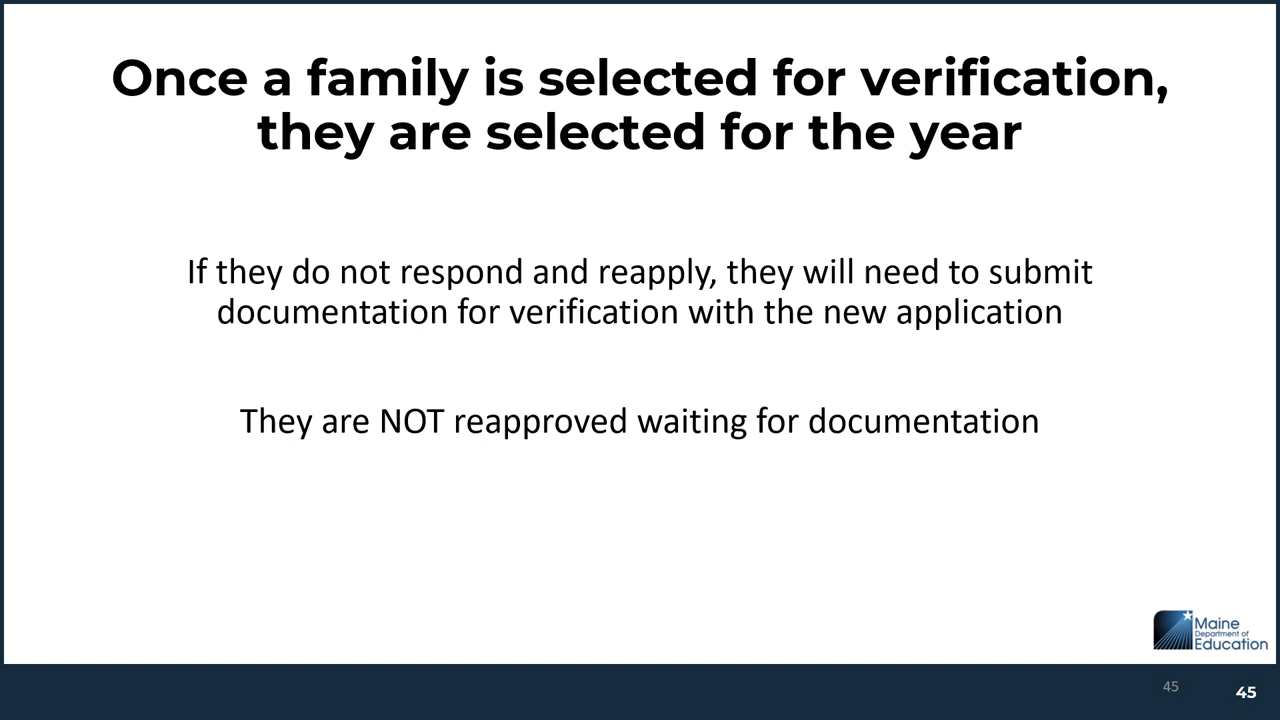 Once a family is selected for verification,
they are selected for the year
If they do not respond and reapply, they will need to submit
documentation for verification with the new application
They are NOT reapproved waiting for documentation
Maine
Department of
Education
45
45